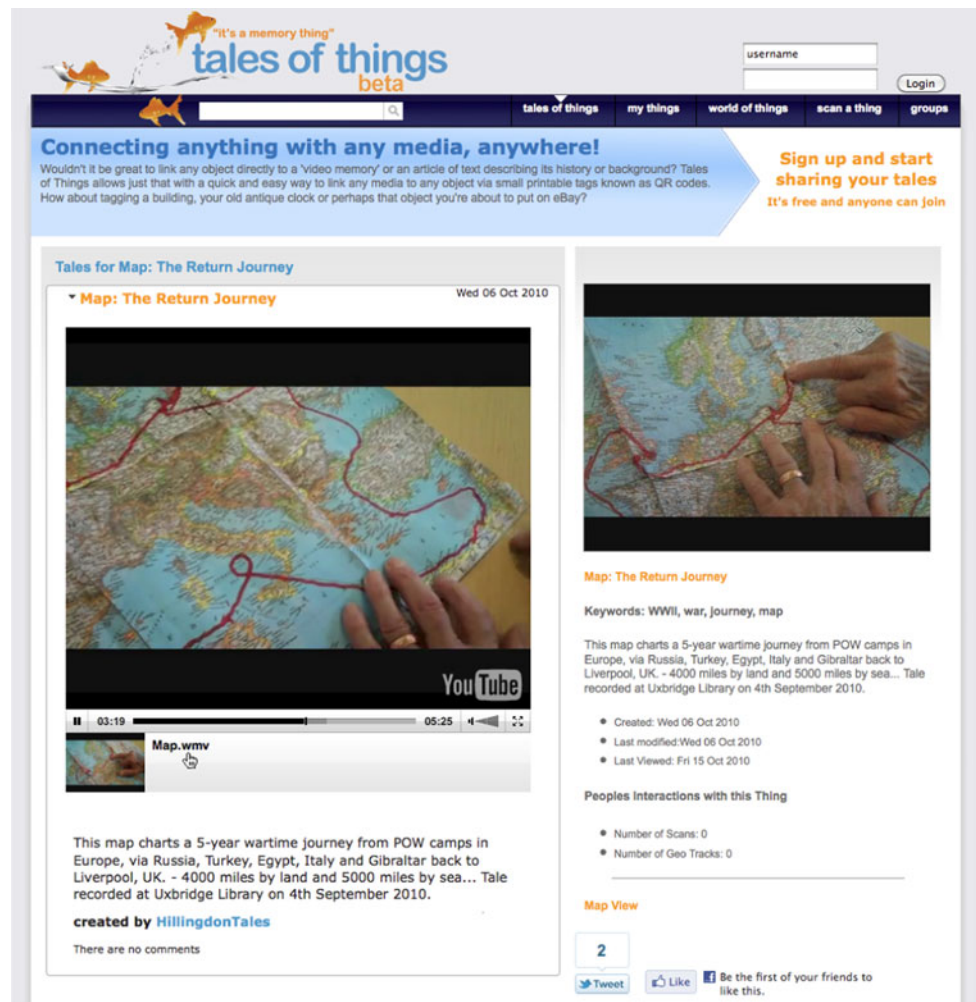 "it's a memory thing"
tales of things
beta
username
Login
tales of things
my things
world of things
scan a thing
groups
Connecting anything with any media, anywhere!
Wouldn't it be great to link any object directly to a 'video memory' or an article of text describing its history or background? Tales
of Things allows just that with a quick and easy way to link any media to any object via small printable tags known as QR codes.
How about tagging a building, your old antique clock or perhaps that object you're about to put on eBay?
Sign up and start
sharing your tales
It's free and anyone can join
Tales for Map: The Return Journey
Map: The Return Journey
Wed 06 Oct 2010
YouTube
03:19
05:25
Map.wmv
This map charts a 5-year wartime journey from POW camps in
Europe, via Russia, Turkey, Egypt, Italy and Gibraltar back to
Liverpool, UK. - 4000 miles by land and 5000 miles by sea... Tale
recorded at Uxbridge Library on 4th September 2010.
created by HillingdonTales
There are no comments
Map: The Return Journey
Keywords: WWII, war, journey, map
This map charts a 5-year wartime journey from POW camps in
Europe, via Russia, Turkey, Egypt, Italy and Gibraltar back to
Liverpool, UK. - 4000 miles by land and 5000 miles by sea... Tale
recorded at Uxbridge Library on 4th September 2010.
Created: Wed 06 Oct 2010
Last modified:Wed 06 Oct 2010
Last Viewed: Fri 15 Oct 2010
Peoples Interactions with this Thing
Number of Scans: 0
Number of Geo Tracks: 0
Map View
2
Tweet
Like
Be the first of your friends to
like this.